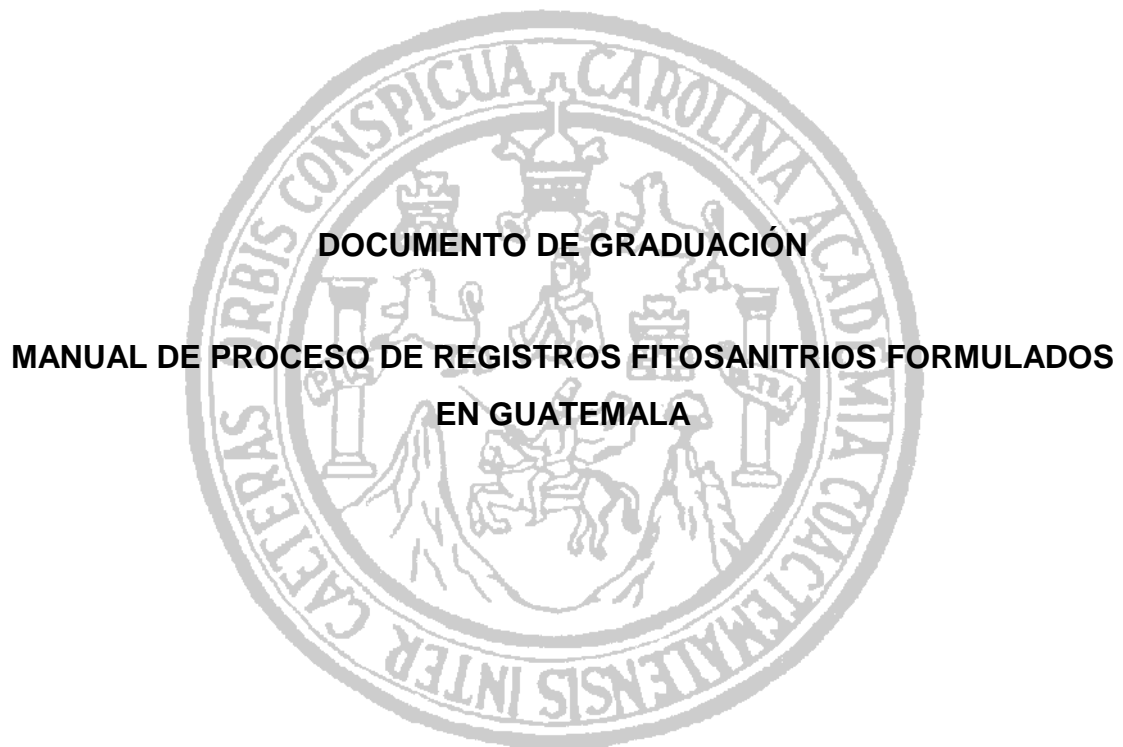 DOCUMENTO DE GRADUACIÓN
MANUAL DE PROCESO DE REGISTROS FITOSANITRIOS FORMULADOS
EN GUATEMALA
CAETERAS ORBIS CONSPICUA CAROLINA ACADEMIA COACTEMALENSIS INTER